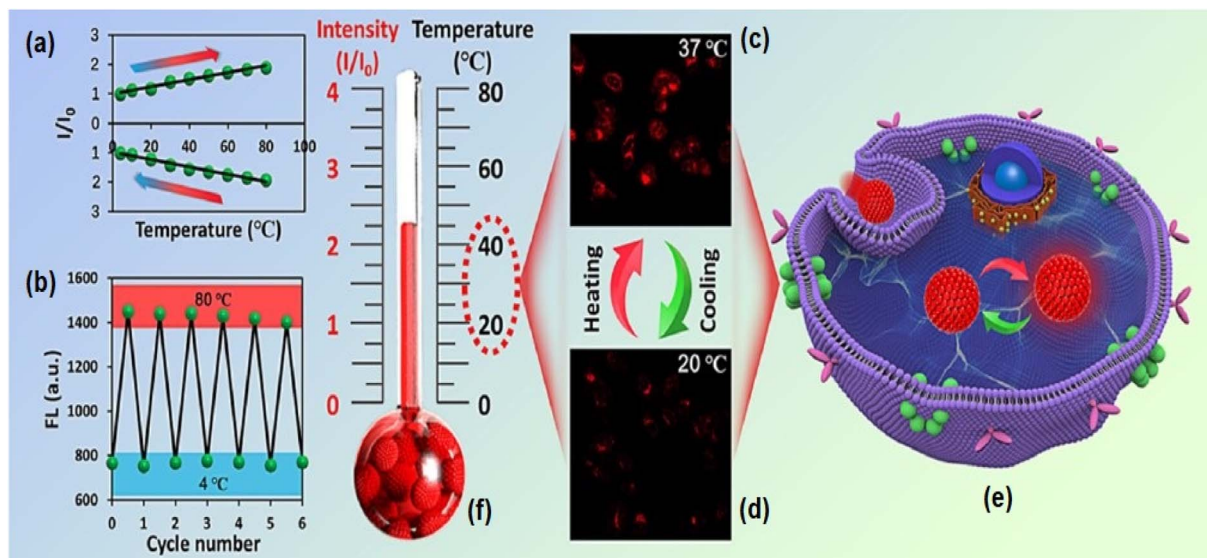 (a)
3
2
1
0
1
2
3
I/I0
0 20 40 60 80 100
Temperature (℃)
(b)
1600
1400
1200
1000
800
600
FL (a.u.)
80 ℃
4 ℃
0 1 2 3 4 5 6
Cycle number
Intensity
(I/I0)
4
3
2
1
0
Temperature
(℃)
80
60
40
20
0
(f)
37 ℃
(c)
Heating
Cooling
20 ℃
(d)
(e)